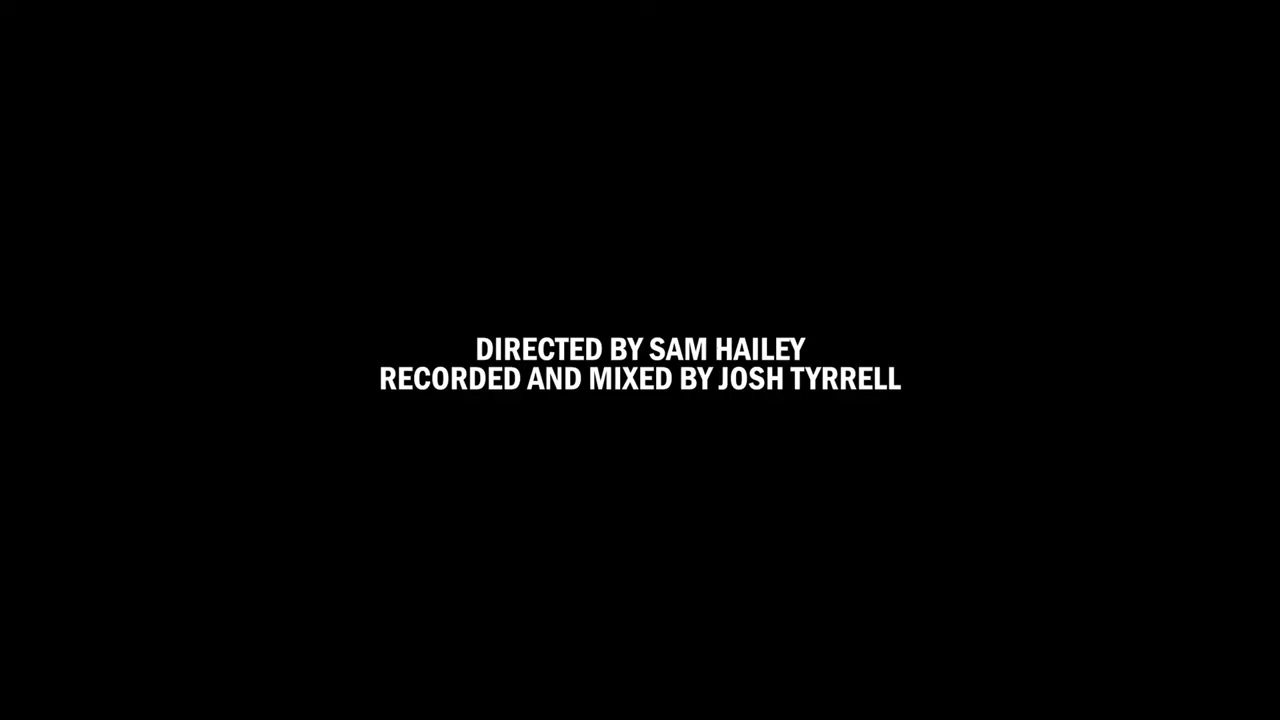 DIRECTED BY SAM HAILEY
RECORDED AND MIXED BY JOSH TYRRELL